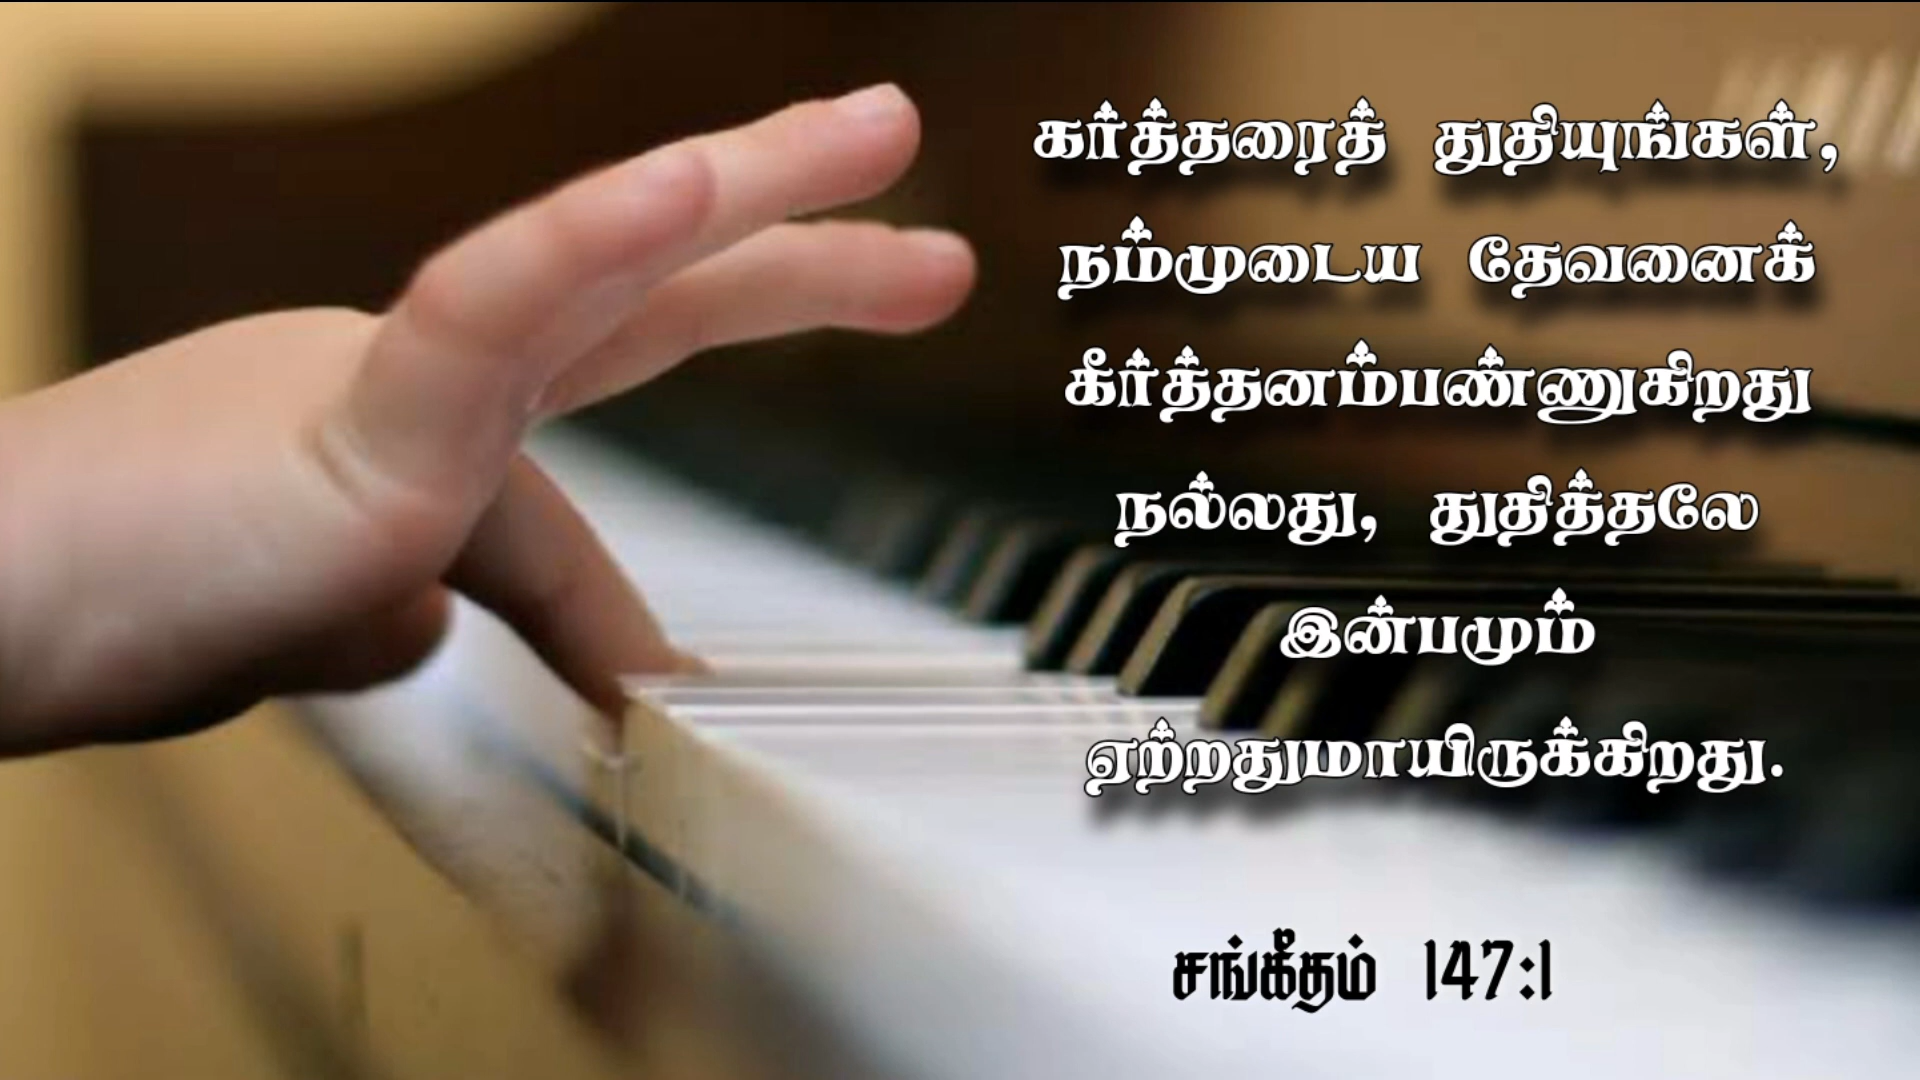 கர்த்தரைத் துதியுங்கள்,
நம்முடைய தேவனைக்
கீர்த்தனம்பண்ணுகிறது
நல்லது, துதித்தலே
இன்பமும்
ஏற்றதுமாயிருக்கிறது.
சங்கீதம் 147:1